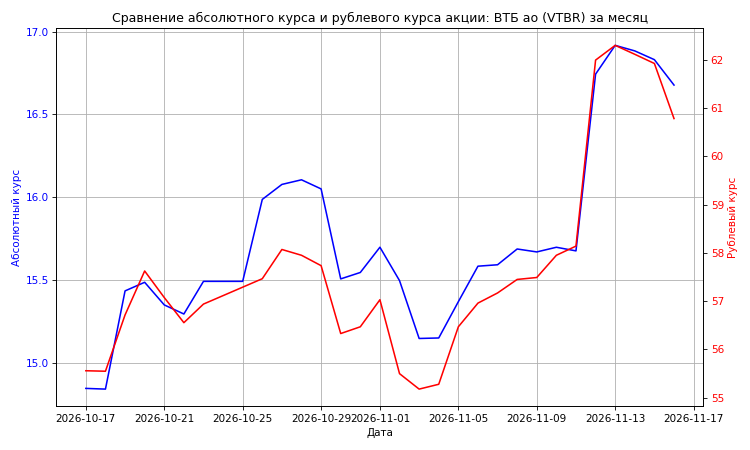 Сравнение абсолютного курса и рублевого курса акции: ВТБ ао (VTBR) за месяц
17.0
16.5
16.0
15.5
15.0
Абсолютный курс
62
61
60
59
58
57
56
55
Рублевый курс
2026-10-17 2026-10-21 2026-10-25 2026-10-29 2026-11-01 2026-11-05 2026-11-09 2026-11-13 2026-11-17
Дата